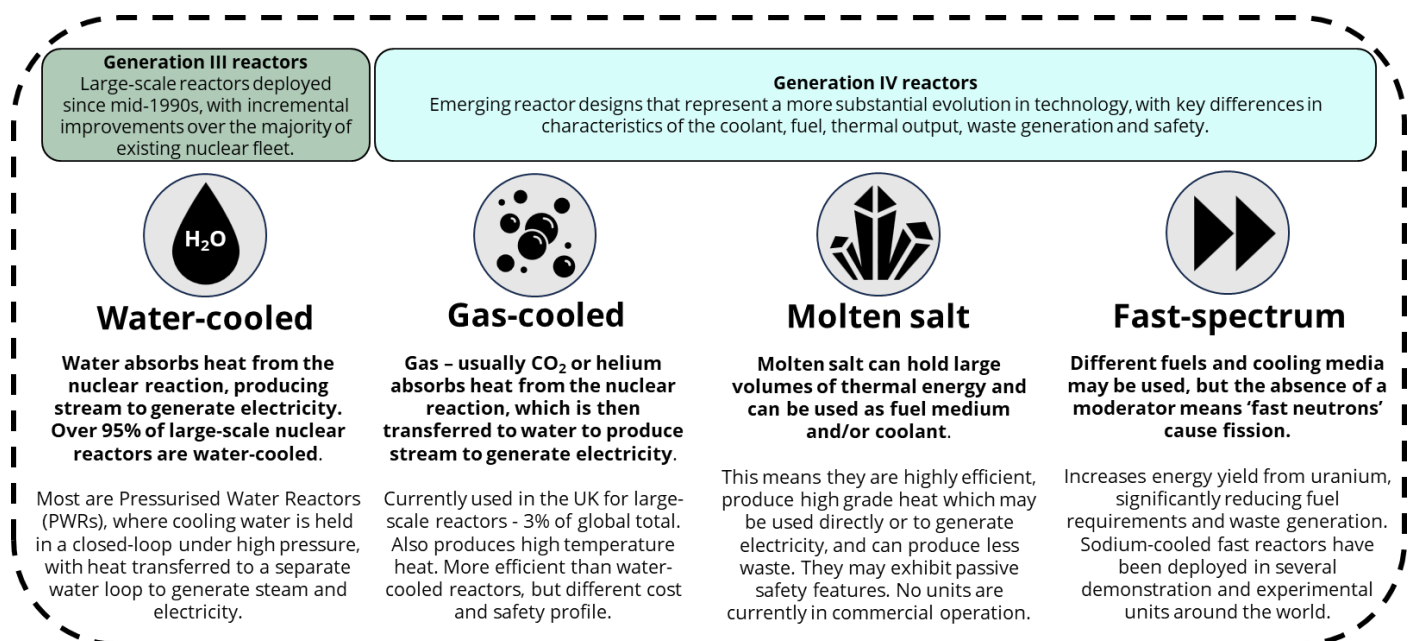 Generation III reactors
Large-scale reactors deployed
since mid-1990s, with incremental
improvements over the majority of
existing nuclear fleet.
Generation IV reactors
Emerging reactor designs that represent a more substantial evolution in technology, with key differences in
characteristics of the coolant, fuel, thermal output, waste generation and safety.
H₂O
Water-cooled
Water absorbs heat from the
nuclear reaction, producing
stream to generate electricity.
Over 95% of large-scale nuclear
reactors are water-cooled.
Most are Pressurised Water Reactors
(PWRs), where cooling water is held
in a closed-loop under high pressure,
with heat transferred to a separate
water loop to generate steam and
electricity.
Gas-cooled
Gas – usually CO₂ or helium
absorbs heat from the nuclear
reaction, which is then
transferred to water to produce
stream to generate electricity.
Currently used in the UK for large-
scale reactors - 3% of global total.
Also produces high temperature
heat. More efficient than water-
cooled reactors, but different cost
and safety profile.
Molten salt
Molten salt can hold large
volumes of thermal energy and
can be used as fuel medium
and/or coolant.
This means they are highly efficient,
produce high grade heat which may
be used directly or to generate
electricity, and can produce less
waste. They may exhibit passive
safety features. No units are
currently in commercial operation.
Fast-spectrum
Different fuels and cooling media
may be used, but the absence of a
moderator means ‘fast neutrons’
cause fission.
Increases energy yield from uranium,
significantly reducing fuel
requirements and waste generation.
Sodium-cooled fast reactors have
been deployed in several
demonstration and experimental
units around the world.